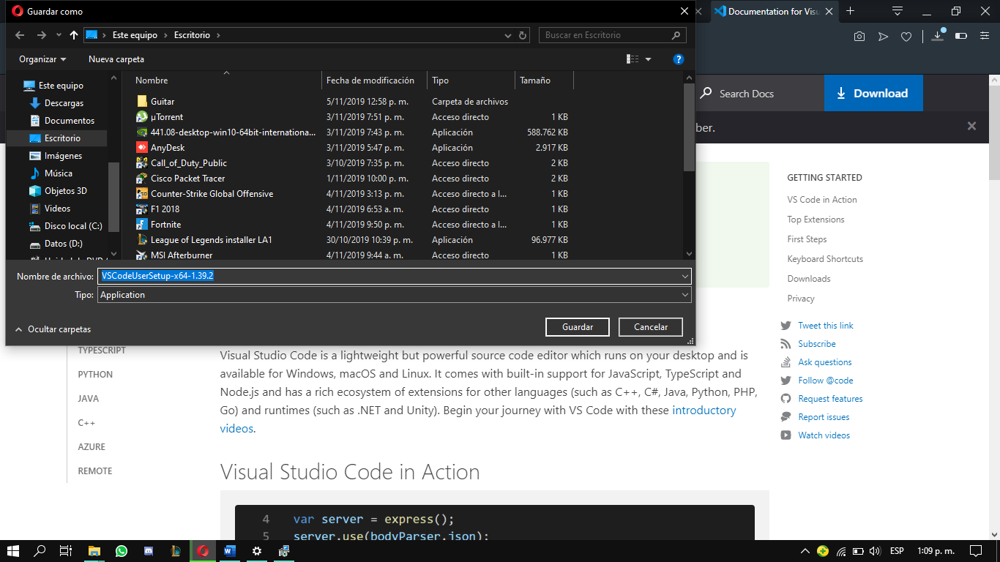 Guardar como
Documentation for Visu
Este equipo
Escritorio
Buscar en Escritorio
Organizar
Nueva carpeta
Este equipo
Descargas
Documentos
Escritorio
Imágenes
Música
Objetos 3D
Videos
Disco local (C:)
Datos (D:)
Nombre Fecha de modificación Tipo Tamaño
Guitar 5/11/2019 12:58 p. m. Carpeta de archivos
µTorrent 3/11/2019 7:51 p. m. Acceso directo 1 KB
441.08-desktop-win10-64bit-internationa... 3/11/2019 7:43 p. m. Aplicación 588.762 KB
AnyDesk 3/11/2019 5:47 p. m. Aplicación 2.917 KB
Call_of_Duty_Public 3/10/2019 7:35 p. m. Acceso directo 2 KB
Cisco Packet Tracer 1/11/2019 10:00 p. m. Acceso directo 2 KB
Counter-Strike Global Offensive 4/11/2019 3:13 p. m. Acceso directo a I... 1 KB
F1 2018 4/11/2019 6:53 a. m. Acceso directo 1 KB
Fortnite 4/11/2019 9:50 p. m. Acceso directo a I... 1 KB
League of Legends installer LA1 30/10/2019 10:39 p. m. Aplicación 96.977 KB
MSI Afterburner 4/11/2019 9:44 a. m. Acceso directo 1 KB
Nombre de archivo: VSCodeUserSetup-x64-1.39.2
Tipo: Application
Ocultar carpetas
Guardar
Cancelar
Search Docs
Download
ber.
GETTING STARTED
VS Code in Action
Top Extensions
First Steps
Keyboard Shortcuts
Downloads
Privacy
Tweet this link
Subscribe
Ask questions
Follow @code
Request features
Report issues
Watch videos
TYPESCRIPT
PYTHON
JAVA
C++
AZURE
REMOTE
Visual Studio Code is a lightweight but powerful source code editor which runs on your desktop and is
available for Windows, macOS and Linux. It comes with built-in support for JavaScript, TypeScript and
Node.js and has a rich ecosystem of extensions for other languages (such as C++, C#, Java, Python, PHP,
Go) and runtimes (such as .NET and Unity). Begin your journey with VS Code with these introductory
videos.
Visual Studio Code in Action
4 var server = express();
5 server.use(bodyParser.json);
ESP
1:09 p. m.